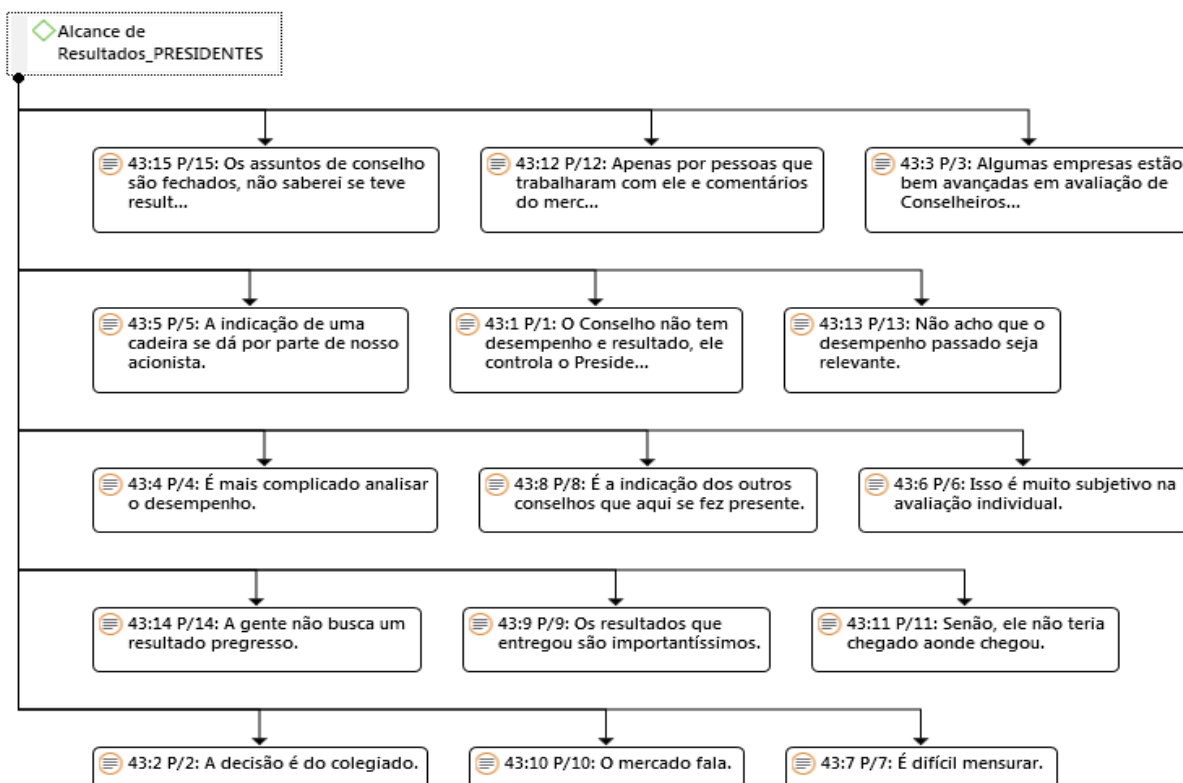 Alcance de
Resultados_PRESIDENTES
43:15 P/15: Os assuntos de conselho
são fechados, não saberei se teve
result...
43:12 P/12: Apenas por pessoas que
trabalharam com ele e comentários
do merc...
43:3 P/3: Algumas empresas estão
bem avançadas em avaliação de
Conselheiros...
43:5 P/5: A indicação de uma
cadeira se dá por parte de nosso
acionista.
43:1 P/1: O Conselho não tem
desempenho e resultado, ele
controla o Preside...
43:13 P/13: Não acho que o
desempenho passado seja
relevante.
43:4 P/4: É mais complicado analisar
o desempenho.
43:8 P/8: É a indicação dos outros
conselhos que aqui se fez presente.
43:6 P/6: Isso é muito subjetivo na
avaliação individual.
43:14 P/14: A gente não busca um
resultado pregresso.
43:9 P/9: Os resultados que
entregou são importantíssimos.
43:11 P/11: Senão, ele não teria
chegado aonde chegou.
43:2 P/2: A decisão é do colegiado.
43:10 P/10: O mercado fala.
43:7 P/7: É difícil mensurar.